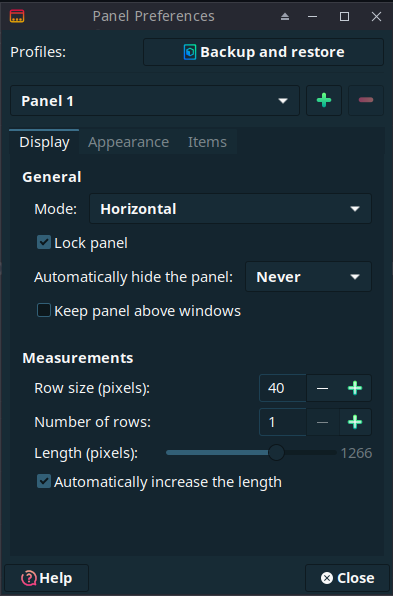 Panel Preferences
Profiles: Backup and restore
Panel 1
Display Appearance Items
General
Mode: Horizontal
Lock panel
Automatically hide the panel: Never
Keep panel above windows
Measurements
Row size (pixels): 40
Number of rows: 1
Length (pixels): 1266
Automatically increase the length
Help Close